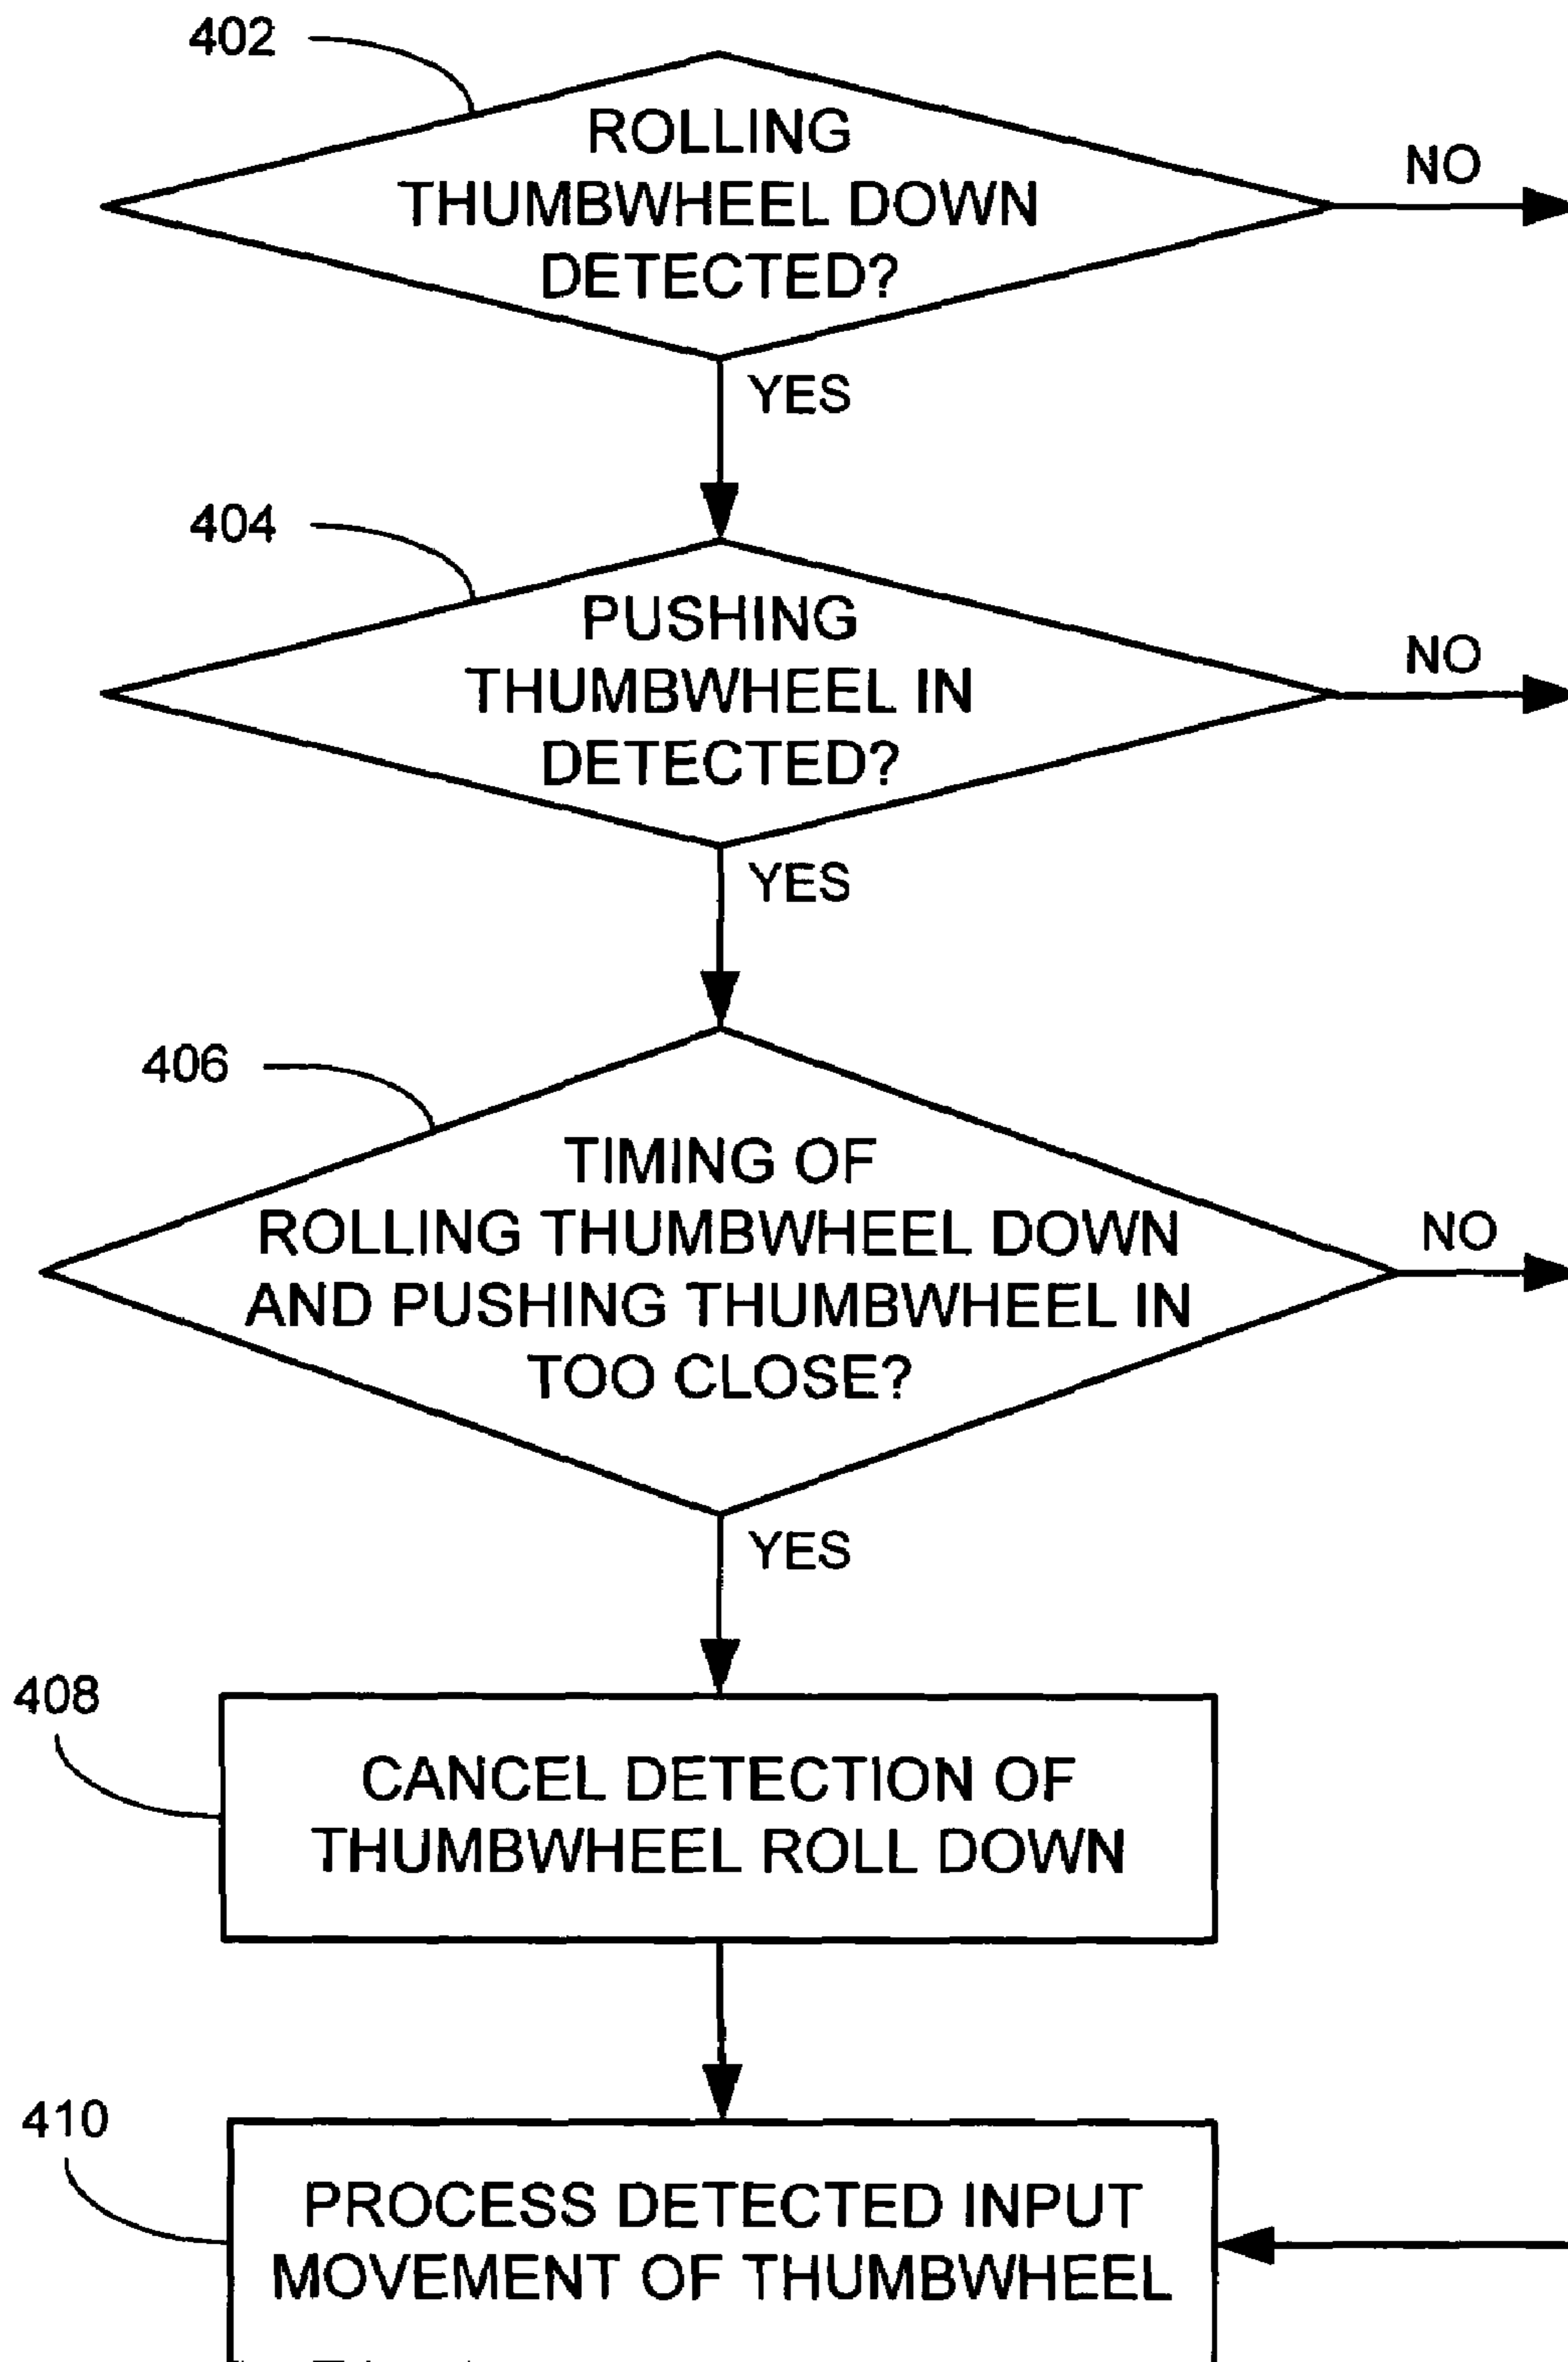 402
ROLLING
THUMBWHEEL DOWN
DETECTED?
NO
YES
404
PUSHING
THUMBWHEEL IN
DETECTED?
NO
YES
406
TIMING OF
ROLLING THUMBWHEEL DOWN
AND PUSHING THUMBWHEEL IN
TOO CLOSE?
NO
YES
408
CANCEL DETECTION OF
THUMBWHEEL ROLL DOWN
410
PROCESS DETECTED INPUT
MOVEMENT OF THUMBWHEEL